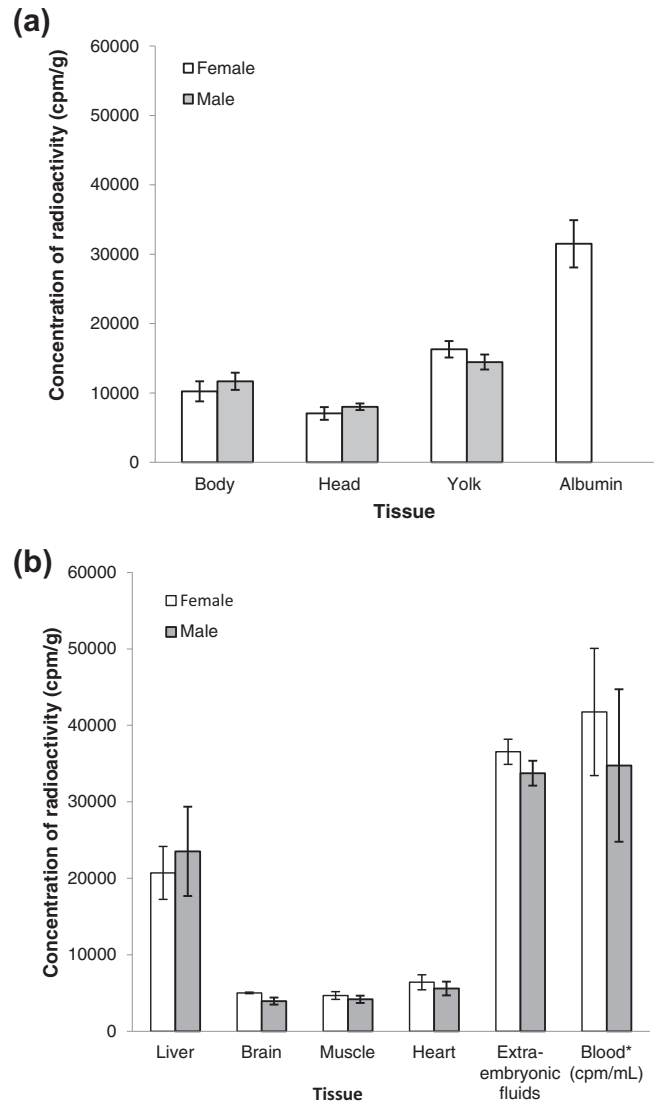 (a)
60000
50000
40000
30000
20000
10000
0
Concentration of radioactivity (cpm/g)
Female
Male
Body Head Yolk Albumin
Tissue
(b)
60000
50000
40000
30000
20000
10000
0
Concentration of radioactivity (cpm/g)
Female
Male
Liver Brain Muscle Heart Extra- Blood*
embryonic (cpm/mL)
fluids
Tissue